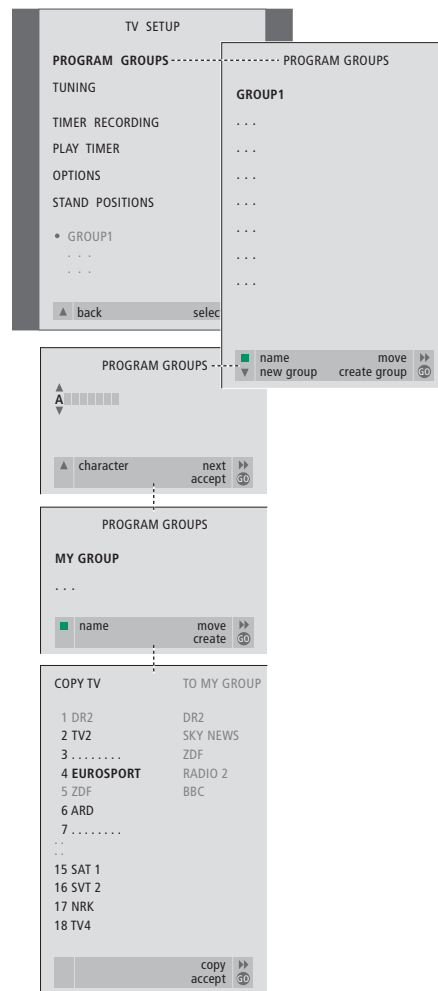 TV SETUP
PROGRAM GROUPS
TUNING
TIMER RECORDING
PLAY TIMER
OPTIONS
STAND POSITIONS
• GROUP1
. . .
. . .
▲ back selec
PROGRAM GROUPS
GROUP1
. . .
. . .
. . .
. . .
. . .
. . .
. . .
name move
new group create group GO
PROGRAM GROUPS
A
character next
accept GO
PROGRAM GROUPS
MY GROUP
. . .
name move
create GO
COPY TV TO MY GROUP
1 DR2 DR2
2 TV2 SKY NEWS
3 . . . . . . . . ZDF
4 EUROSPORT RADIO 2
5 ZDF BBC
6 ARD
7 . . . . . . . .
. .
. .
15 SAT 1
16 SVT 2
17 NRK
18 TV4
copy
accept GO